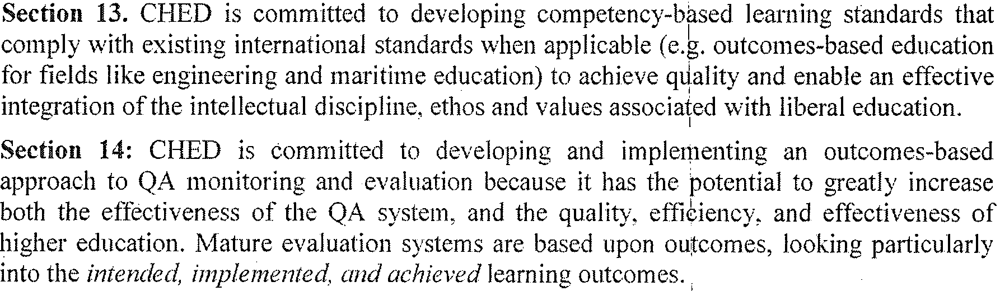 Section 13. CHED is committed to developing competency-based learning standards that
comply with existing international standards when applicable (e.g. outcomes-based education
for fields like engineering and maritime education) to achieve quality and enable an effective
integration of the intellectual discipline, ethos and values associated with liberal education.
Section 14: CHED is committed to developing and implementing an outcomes-based
approach to QA monitoring and evaluation because it has the potential to greatly increase
both the effectiveness of the QA system, and the quality, efficiency, and effectiveness of
higher education. Mature evaluation systems are based upon outcomes, looking particularly
into the intended, implemented, and achieved learning outcomes.